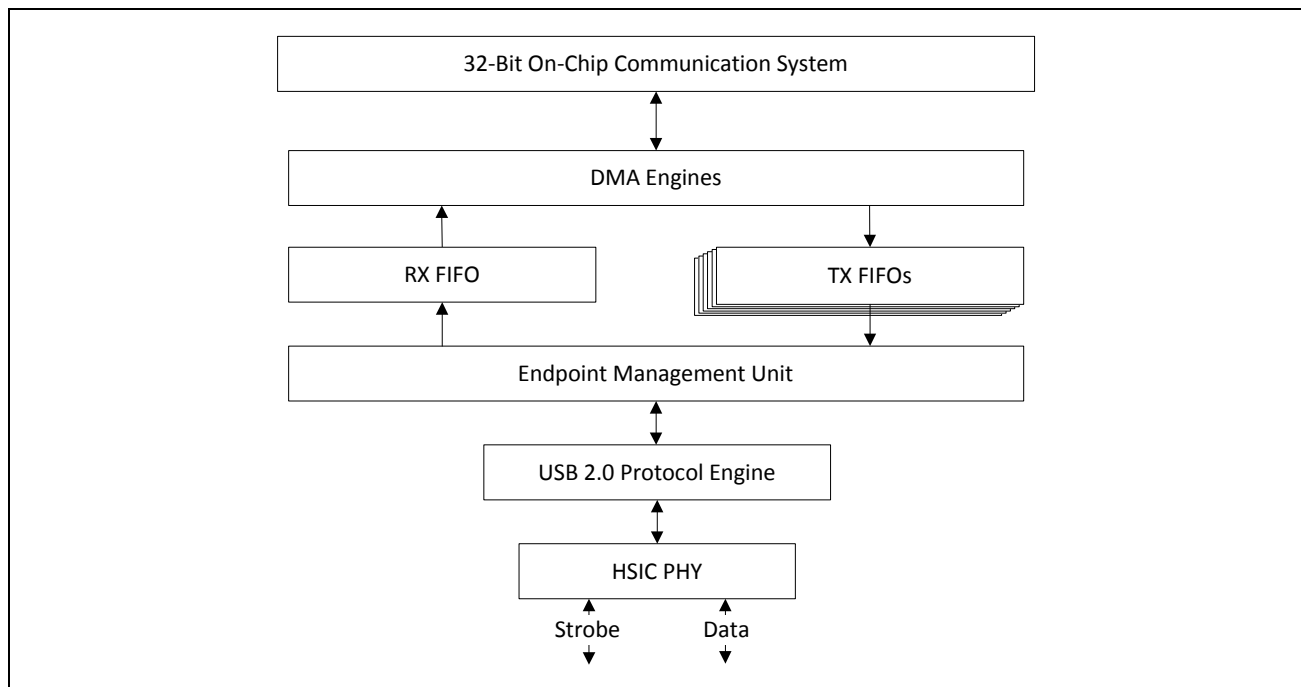 32-Bit On-Chip Communication System
DMA Engines
RX FIFO
TX FIFOs
Endpoint Management Unit
USB 2.0 Protocol Engine
HSIC PHY
Strobe
Data